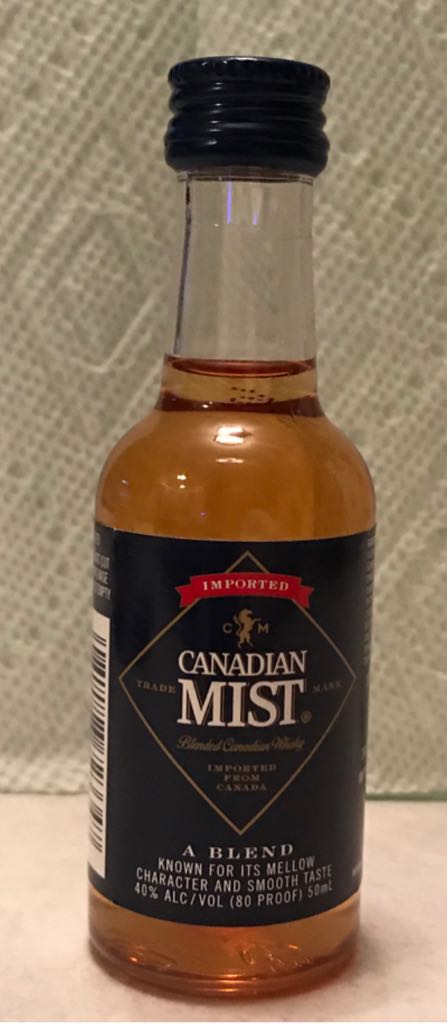 IMPORTED
C M
CANADIAN
TRADE MARK
MIST®
Blended Canadian Whisky
IMPORTED
FROM
CANADA
A BLEND
KNOWN FOR ITS MELLOW
CHARACTER AND SMOOTH TASTE
40% ALC/VOL (80 PROOF) 50mL